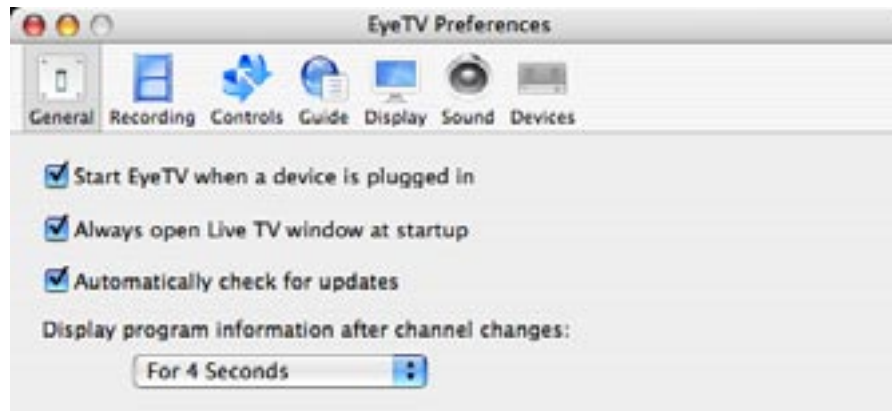 EyeTV Preferences
General Recording Controls Guide Display Sound Devices
Start EyeTV when a device is plugged in
Always open Live TV window at startup
Automatically check for updates
Display program information after channel changes:
For 4 Seconds